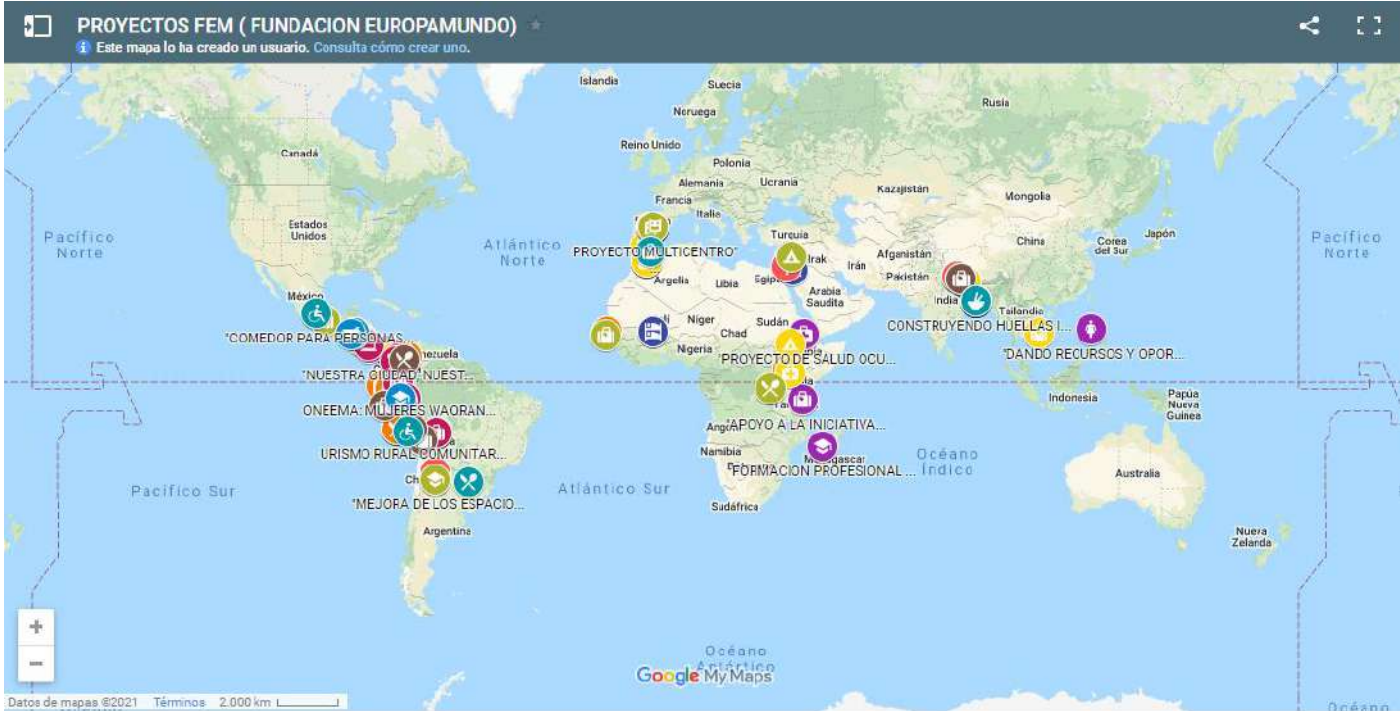 PROYECTOS FEM ( FUNDACION EUROPAMUNDO)
Este mapa lo ha creado un usuario. Consulta cómo crear uno.
Islandia
Suecia
Noruega
Rusia
Canadá
Reino Unido
Polonia
Alemania
Ucrania
Kazajistán
Mongolia
Francia
Italia
Estados
Unidos
Pacífico
Norte
Atlántico
Norte
Turquía
Afganistán
China
Corea
del Sur
Japón
Pacífico
Norte
PROYECTO MULTICENTRO"
Irak
Irán
Pakistán
Argelia
Libia
Arabia
Saudita
India
México
Níger
Chad
Sudán
Tailandia
CONSTRUYENDO HUELLAS I...
"COMEDOR PARA PERSONAS
Nigeria
"PROYECTO DE SALUD OCU...
"DANDO RECURSOS Y OPOR...
"NUESTRA CIUDAD, NUEST...
Indonesia
Papúa
Nueva
Guinea
ONEEMA: MUJERES WAORAN...
"APOYO A LA INICIATIVA...
URISMO RURAL COMUNITAR...
Namibia
FORMACION PROFESIONAL ...
Océano
Índico
Australia
Pacífico Sur
Atlántico Sur
"MEJORA DE LOS ESPACIO...
Sudáfrica
Argentina
Nueva
Zelanda
Océano
Antártico
Google My Maps
Datos de mapas ©2021 Términos 2.000 km